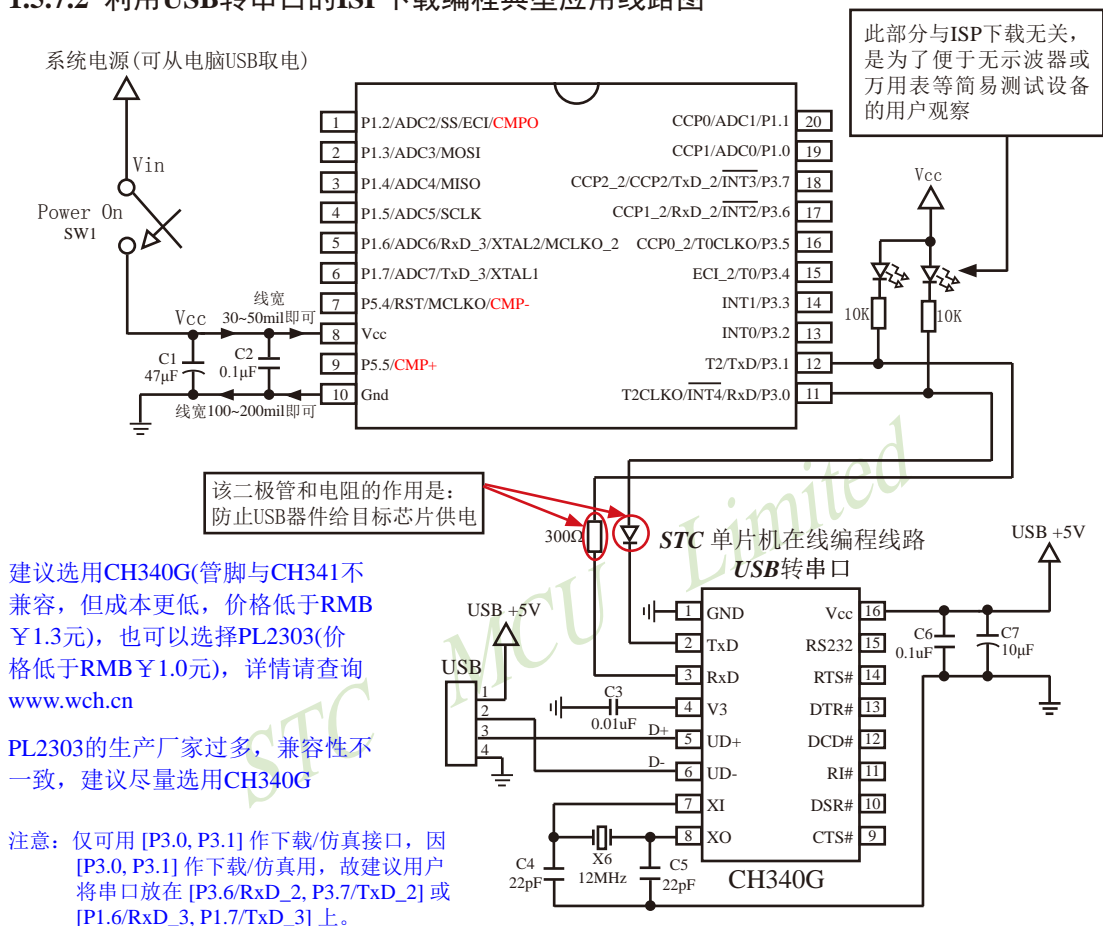 1.5.7.2 利用USB转串口的ISP下载编程典型应用线路图
系统电源(可从电脑USB取电)
此部分与ISP下载无关，
是为了便于无示波器或
万用表等简易测试设备
的用户观察
Vin
Power On
SW1
Vcc
线宽
30~50mil即可
C1
47μF
C2
0.1μF
线宽100~200mil即可
1 P1.2/ADC2/SS/ECI/CMPO
2 P1.3/ADC3/MOSI
3 P1.4/ADC4/MISO
4 P1.5/ADC5/SCLK
5 P1.6/ADC6/RxD_3/XTAL2/MCLKO_2
6 P1.7/ADC7/TxD_3/XTAL1
7 P5.4/RST/MCLKO/CMP-
8 Vcc
9 P5.5/CMP+
10 Gnd
CCP0/ADC1/P1.1 20
CCP1/ADC0/P1.0 19
CCP2_2/CCP2/TxD_2/INT3/P3.7 18
CCP1_2/RxD_2/INT2/P3.6 17
CCP0_2/T0CLKO/P3.5 16
ECI_2/T0/P3.4 15
INT1/P3.3 14
INT0/P3.2 13
T2/TxD/P3.1 12
T2CLKO/INT4/RxD/P3.0 11
Vcc
10K
10K
该二极管和电阻的作用是：
防止USB器件给目标芯片供电
300Ω
STC 单片机在线编程线路
USB转串口
USB +5V
建议选用CH340G(管脚与CH341不
兼容，但成本更低，价格低于RMB
￥1.3元)，也可以选择PL2303(价
格低于RMB￥1.0元)，详情请查询
www.wch.cn
PL2303的生产厂家过多，兼容性不
一致，建议尽量选用CH340G
注意：仅可用 [P3.0, P3.1] 作下载/仿真接口，因
[P3.0, P3.1] 作下载/仿真用，故建议用户
将串口放在 [P3.6/RxD_2, P3.7/TxD_2] 或
[P1.6/RxD_3, P1.7/TxD_3] 上。
USB +5V
USB
1
2
3
4
C3
0.01uF
D+
D-
1 GND
2 TxD
3 RxD
4 V3
5 UD+
6 UD-
7 XI
8 XO
Vcc 16
RS232 15
RTS# 14
DTR# 13
DCD# 12
RI# 11
DSR# 10
CTS# 9
CH340G
C6
0.1uF
C7
10μF
C4
22pF
X6
12MHz
C5
22pF
STC MCU Limited